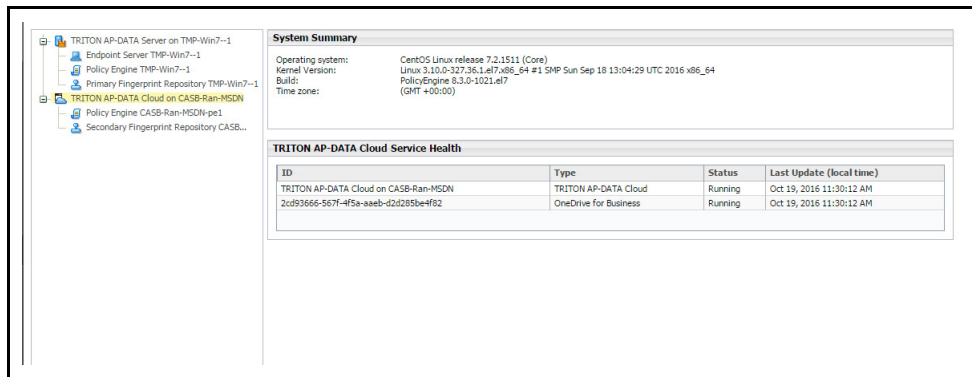 TRITON AP-DATA Server on TMP-Win7--1
Endpoint Server TMP-Win7--1
Policy Engine TMP-Win7--1
Primary Fingerprint Repository TMP-Win7--1
TRITON AP-DATA Cloud on CASB-Ran-MSDN
Policy Engine CASB-Ran-MSDN-pe1
Secondary Fingerprint Repository CASB...
System Summary
Operating system: CentOS Linux release 7.2.1511 (Core)
Kernel Version: Linux 3.10.0-327.36.1.el7.x86_64 #1 SMP Sun Sep 18 13:04:29 UTC 2016 x86_64
Build: PolicyEngine 8.3.0-1021.el7
Time zone: (GMT +00:00)
TRITON AP-DATA Cloud Service Health
ID Type Status Last Update (local time)
TRITON AP-DATA Cloud on CASB-Ran-MSDN TRITON AP-DATA Cloud Running Oct 19, 2016 11:30:12 AM
2cd93666-567f-4f5a-aaeb-d2d285be4f82 OneDrive for Business Running Oct 19, 2016 11:30:12 AM